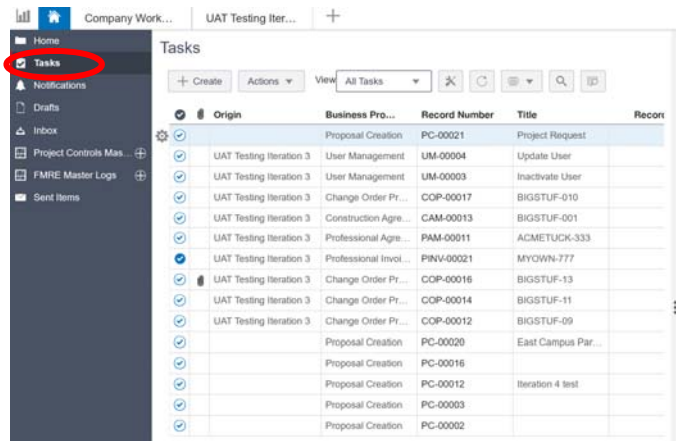 Company Work... UAT Testing Iter...
Home
Tasks
Notifications
Drafts
Inbox
Project Controls Mas...
FMRE Master Logs
Sent Items
Tasks
Create Actions View All Tasks
Origin Business Pro... Record Number Title Record
Proposal Creation PC-00021 Project Request
UAT Testing Iteration 3 User Management UM-00004 Update User
UAT Testing Iteration 3 User Management UM-00003 Inactivate User
UAT Testing Iteration 3 Change Order Pr... COP-00017 BIGSTUF-010
UAT Testing Iteration 3 Construction Agre... CAM-00013 BIGSTUF-001
UAT Testing Iteration 3 Professional Agre... PAM-00011 ACMETUCK-333
UAT Testing Iteration 3 Professional Invoi... PINV-00021 MYOWN-777
UAT Testing Iteration 3 Change Order Pr... COP-00016 BIGSTUF-13
UAT Testing Iteration 3 Change Order Pr... COP-00014 BIGSTUF-11
UAT Testing Iteration 3 Change Order Pr... COP-00012 BIGSTUF-09
Proposal Creation PC-00020 East Campus Par...
Proposal Creation PC-00016
Proposal Creation PC-00012 Iteration 4 test
Proposal Creation PC-00003
Proposal Creation PC-00002